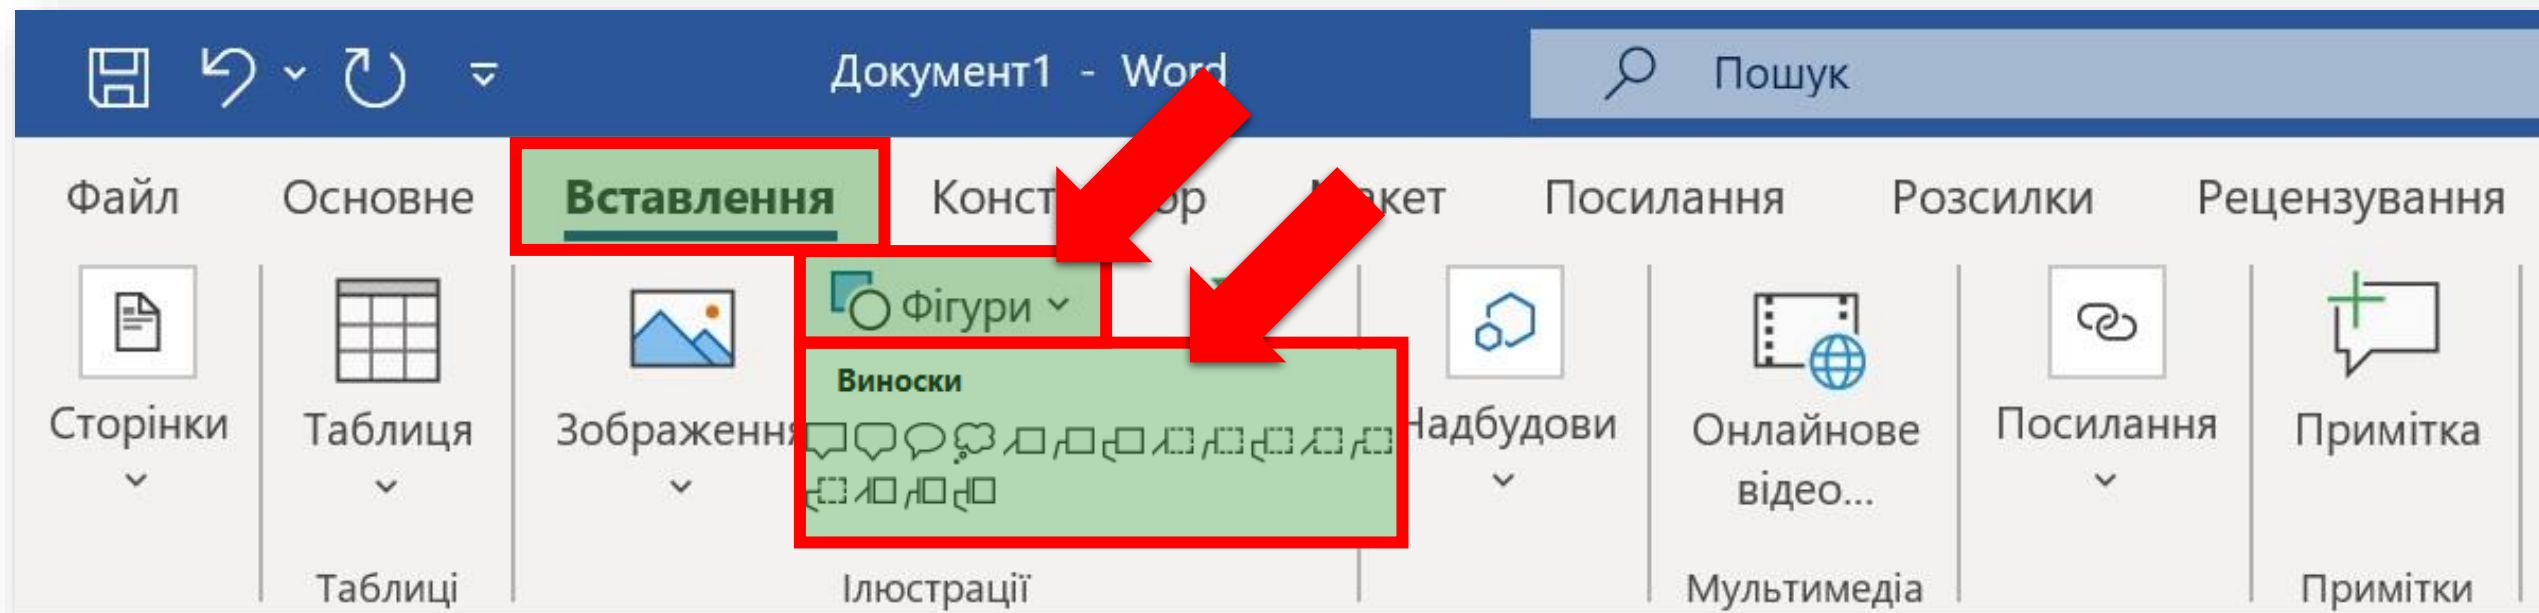 Документ1 - Word
Пошук
Файл Основне Вставлення Макет Посилання Розсилки Рецензування
Фігури
Виноски
Сторінки Таблиця Зображення Надбудови Онлайнове відео... Посилання Примітка
Таблиці Ілюстрації Мультимедіа Примітки